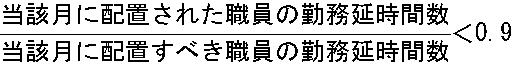 当該月に配置された職員の勤務延時間数
当該月に配置すべき職員の勤務延時間数
<0.9